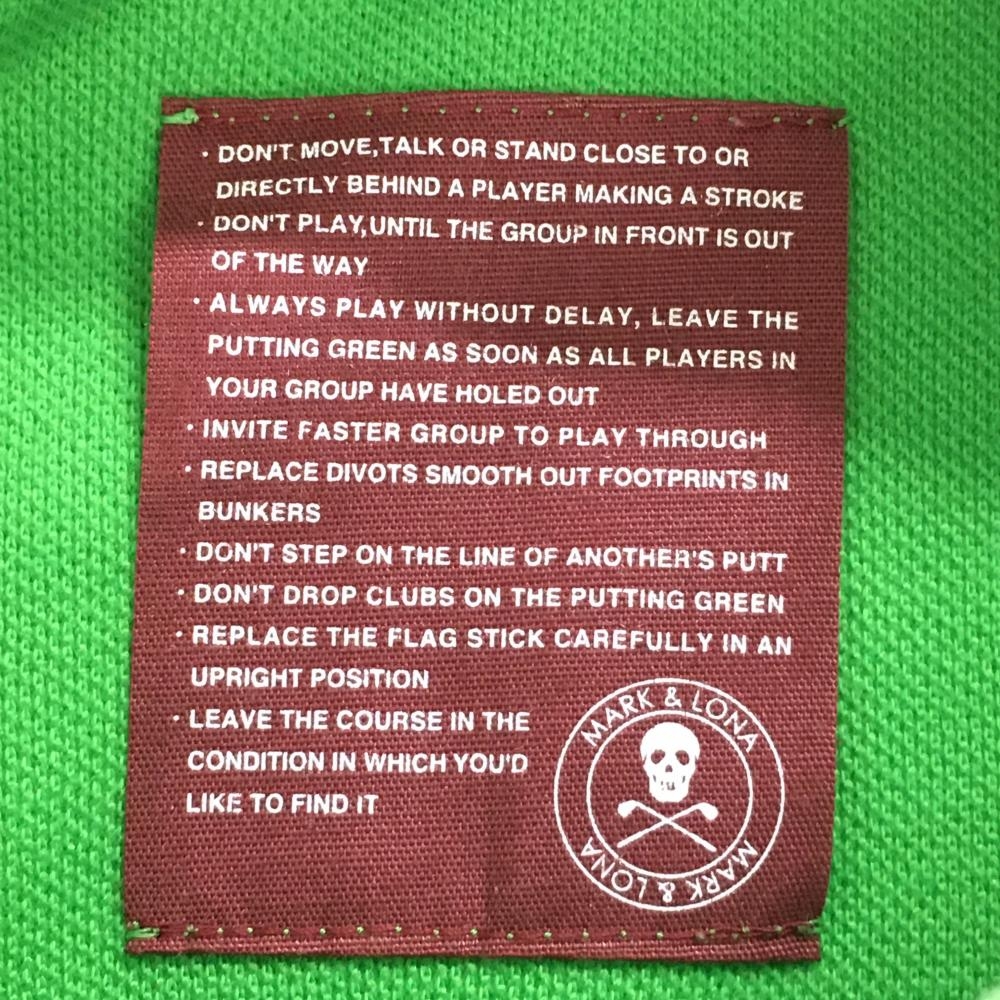 · DON'T MOVE,TALK OR STAND CLOSE TO OR
DIRECTLY BEHIND A PLAYER MAKING A STROKE
· DON'T PLAY,UNTIL THE GROUP IN FRONT IS OUT
OF THE WAY
· ALWAYS PLAY WITHOUT DELAY, LEAVE THE
PUTTING GREEN AS SOON AS ALL PLAYERS IN
YOUR GROUP HAVE HOLED OUT
· INVITE FASTER GROUP TO PLAY THROUGH
· REPLACE DIVOTS SMOOTH OUT FOOTPRINTS IN
BUNKERS
· DON'T STEP ON THE LINE OF ANOTHER'S PUTT
· DON'T DROP CLUBS ON THE PUTTING GREEN
· REPLACE THE FLAG STICK CAREFULLY IN AN
UPRIGHT POSITION
· LEAVE THE COURSE IN THE
CONDITION IN WHICH YOU'D
LIKE TO FIND IT
MARK & LONA
MARK & LONA